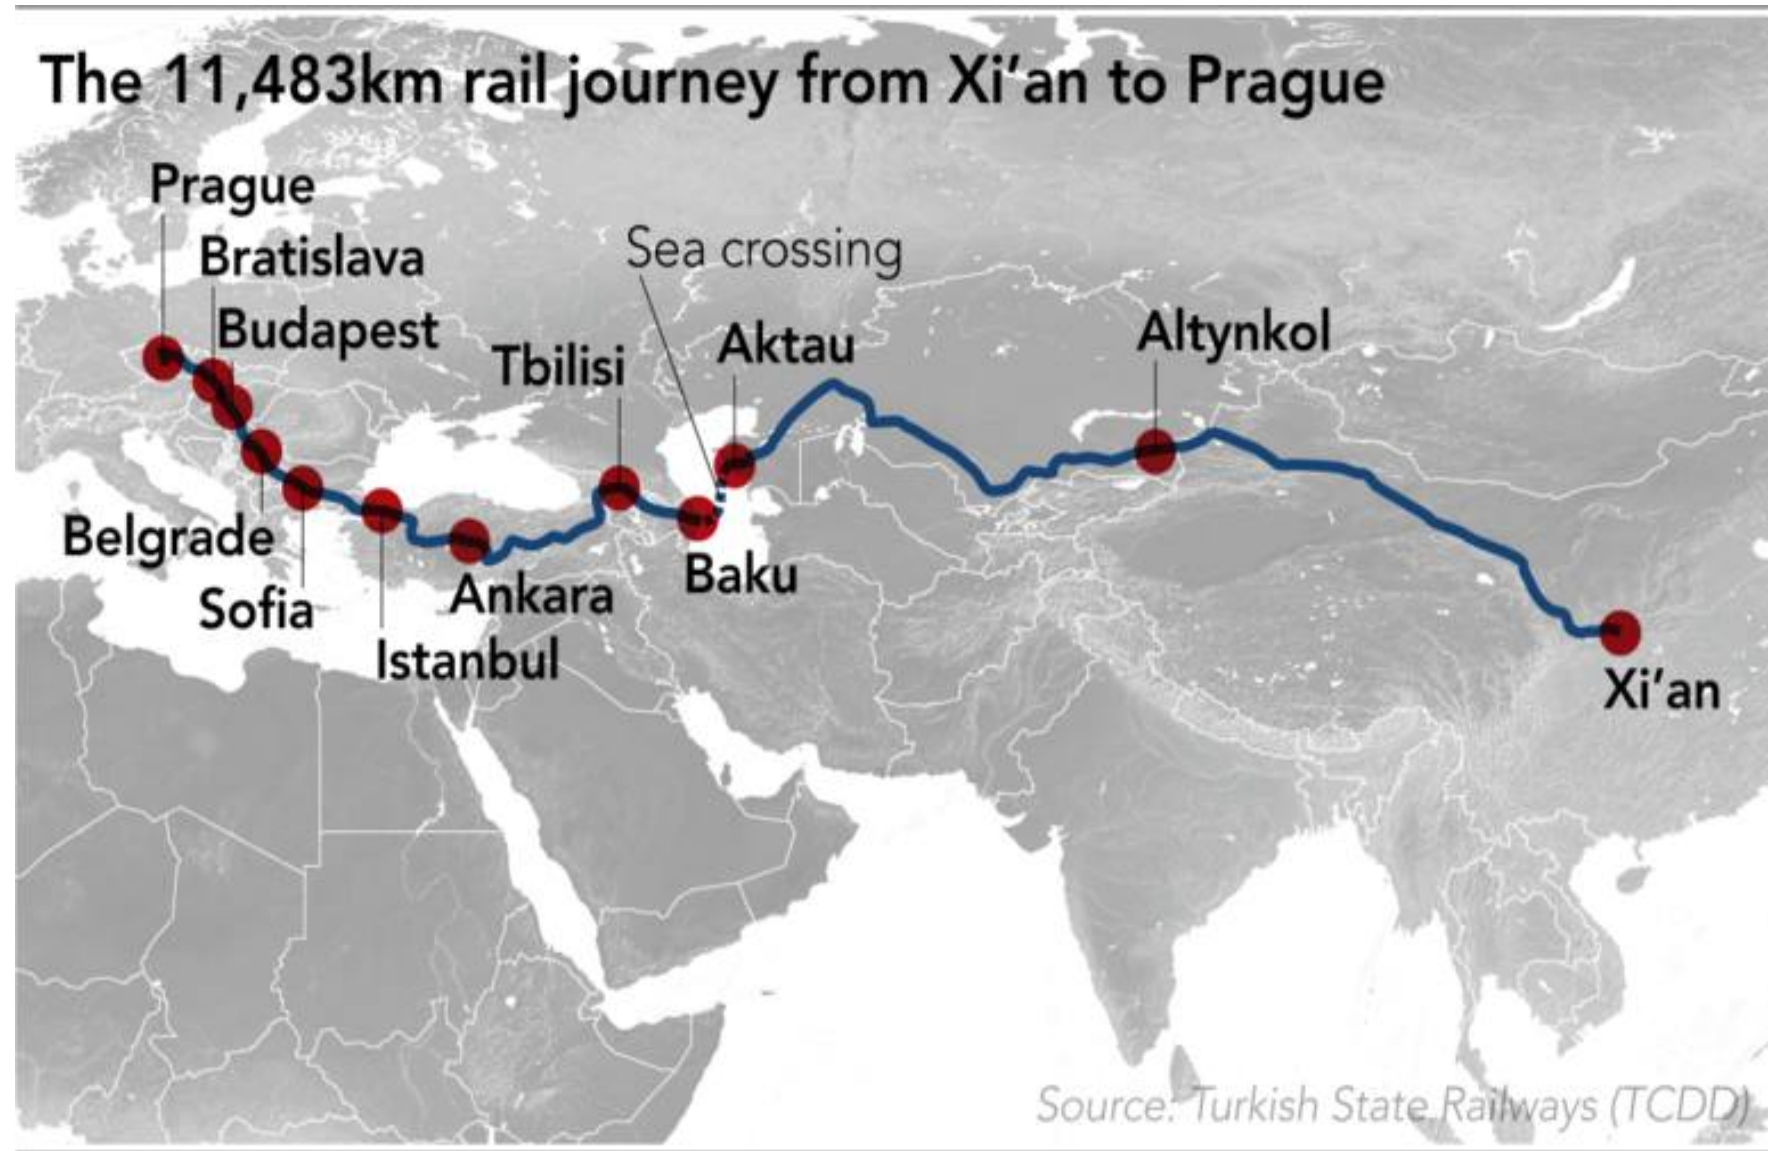 The 11,483km rail journey from Xi’an to Prague
Prague
Bratislava
Budapest
Sea crossing
Tbilisi
Aktau
Altynkol
Belgrade
Sofia
Istanbul
Ankara
Baku
Xi’an
Source: Turkish State Railways (TCDD)